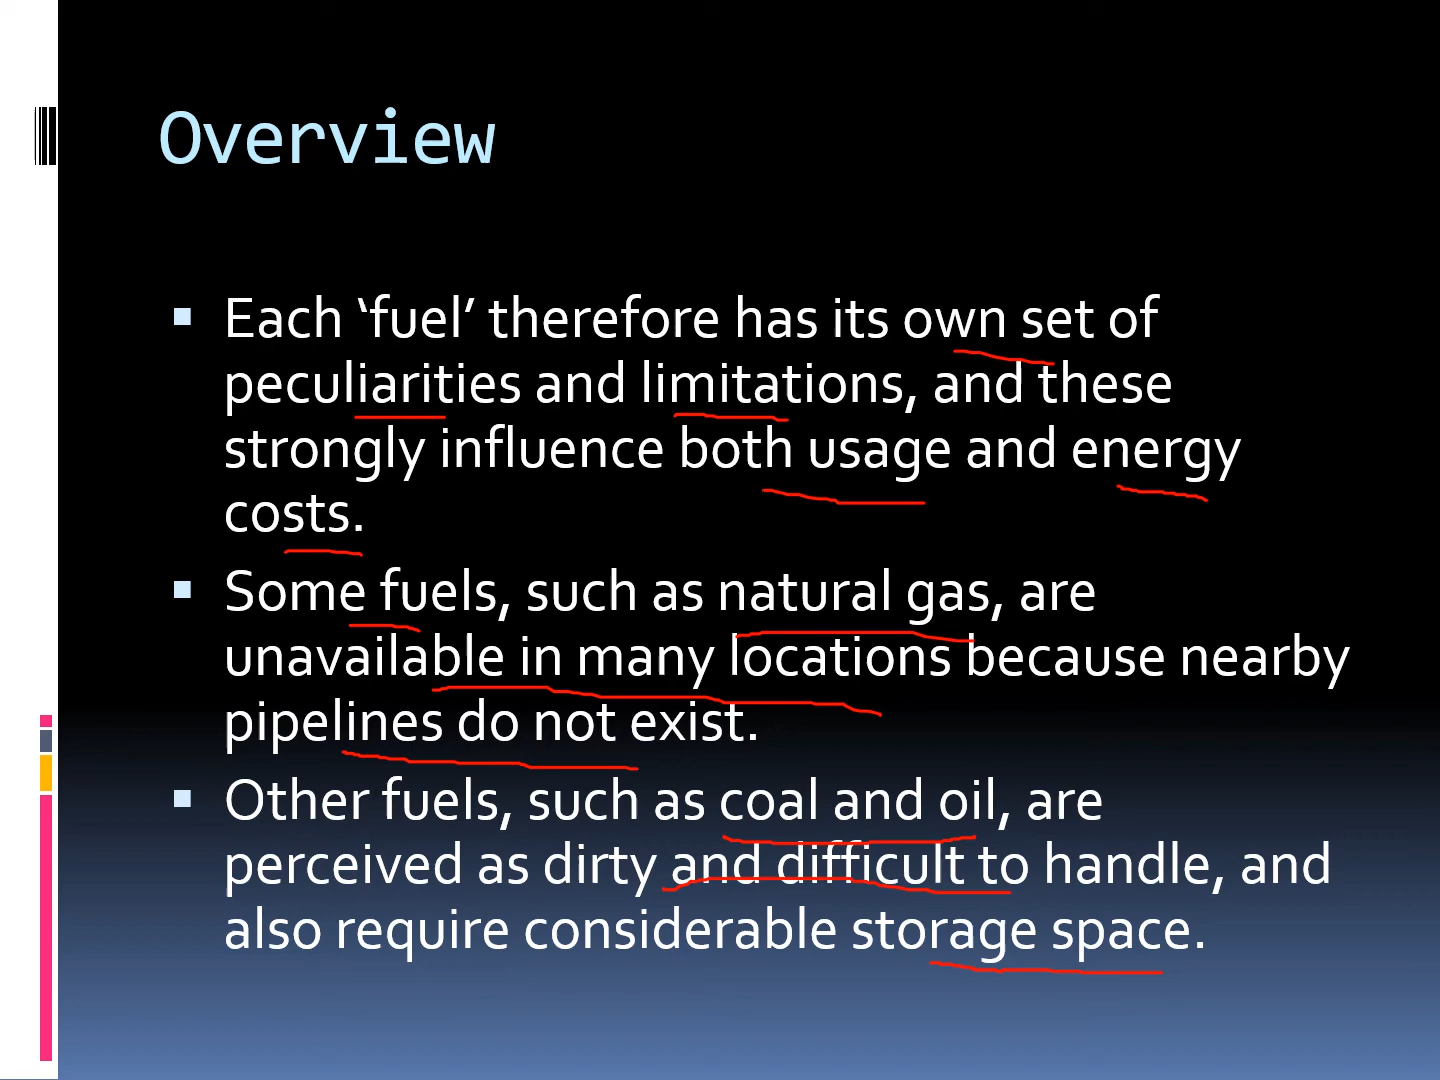 Overview
Each ‘fuel’ therefore has its own set of
peculiarities and limitations, and these
strongly influence both usage and energy
costs.
Some fuels, such as natural gas, are
unavailable in many locations because nearby
pipelines do not exist.
Other fuels, such as coal and oil, are
perceived as dirty and difficult to handle, and
also require considerable storage space.